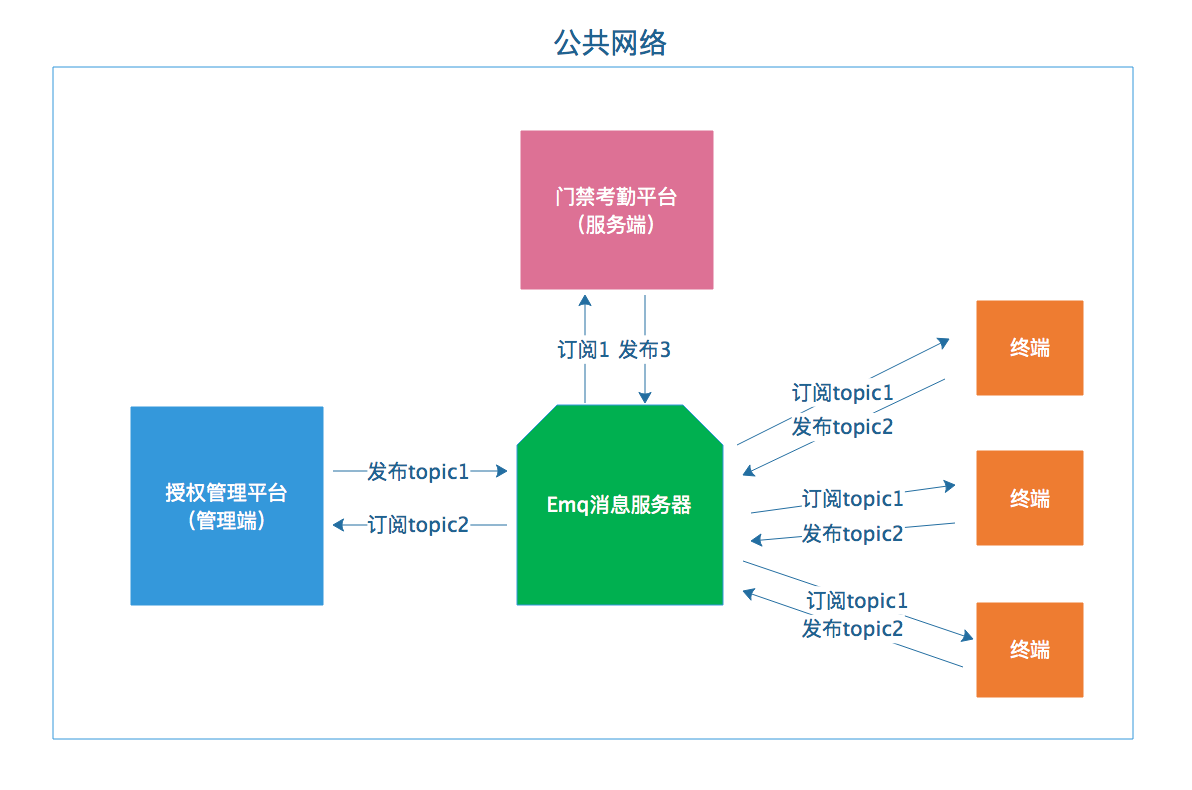 公共网络
门禁考勤平台
（服务端）
订阅1 发布3
终端
订阅topic1
发布topic2
授权管理平台
（管理端）
发布topic1
订阅topic2
Emq消息服务器
订阅topic1
发布topic2
终端
订阅topic1
发布topic2
终端